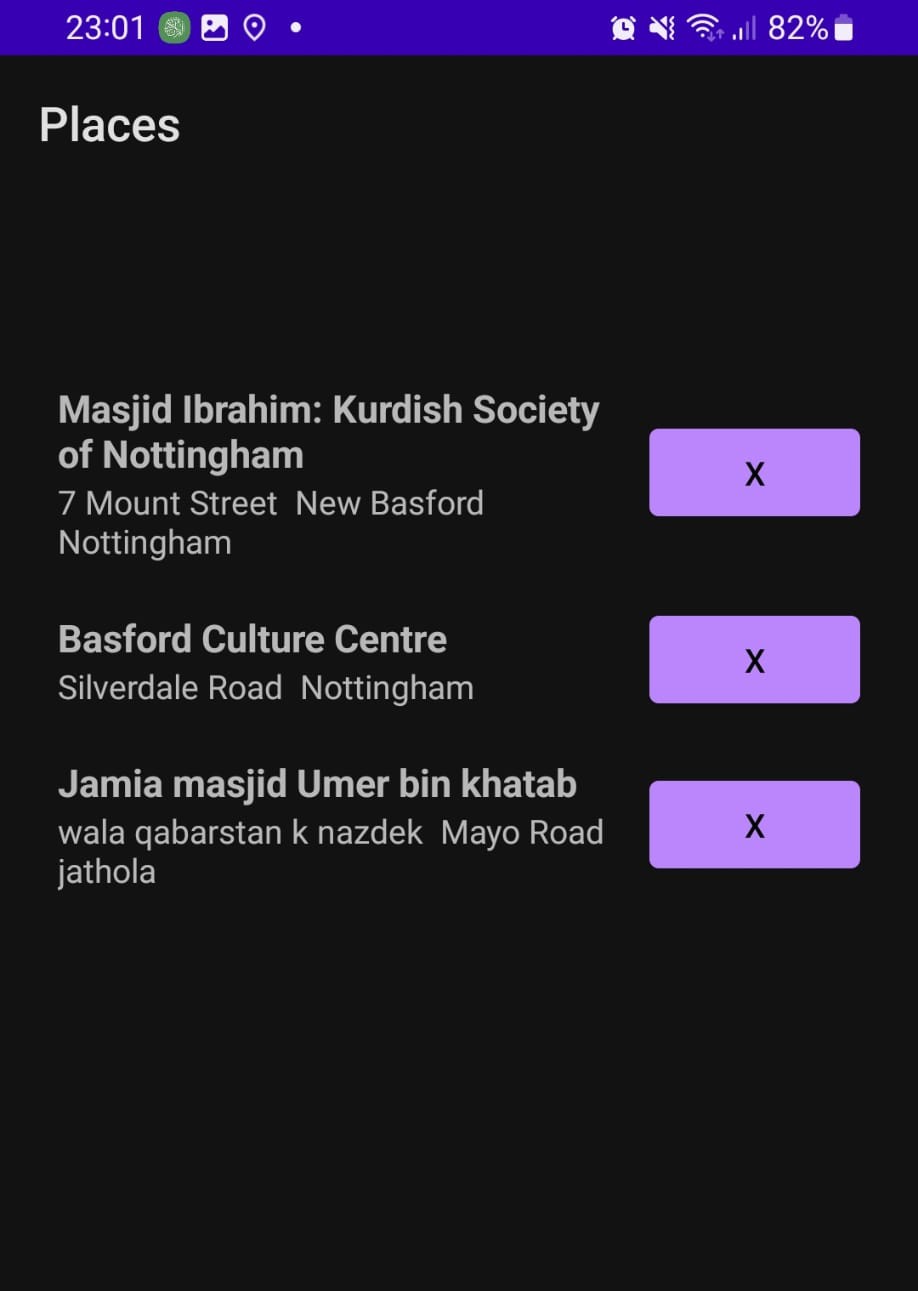 23:01 82%
Places
Masjid Ibrahim: Kurdish Society
of Nottingham
7 Mount Street  New Basford
Nottingham
X
Basford Culture Centre
Silverdale Road  Nottingham
X
Jamia masjid Umer bin khatab
wala qabarstan k nazdek  Mayo Road
jathola
X